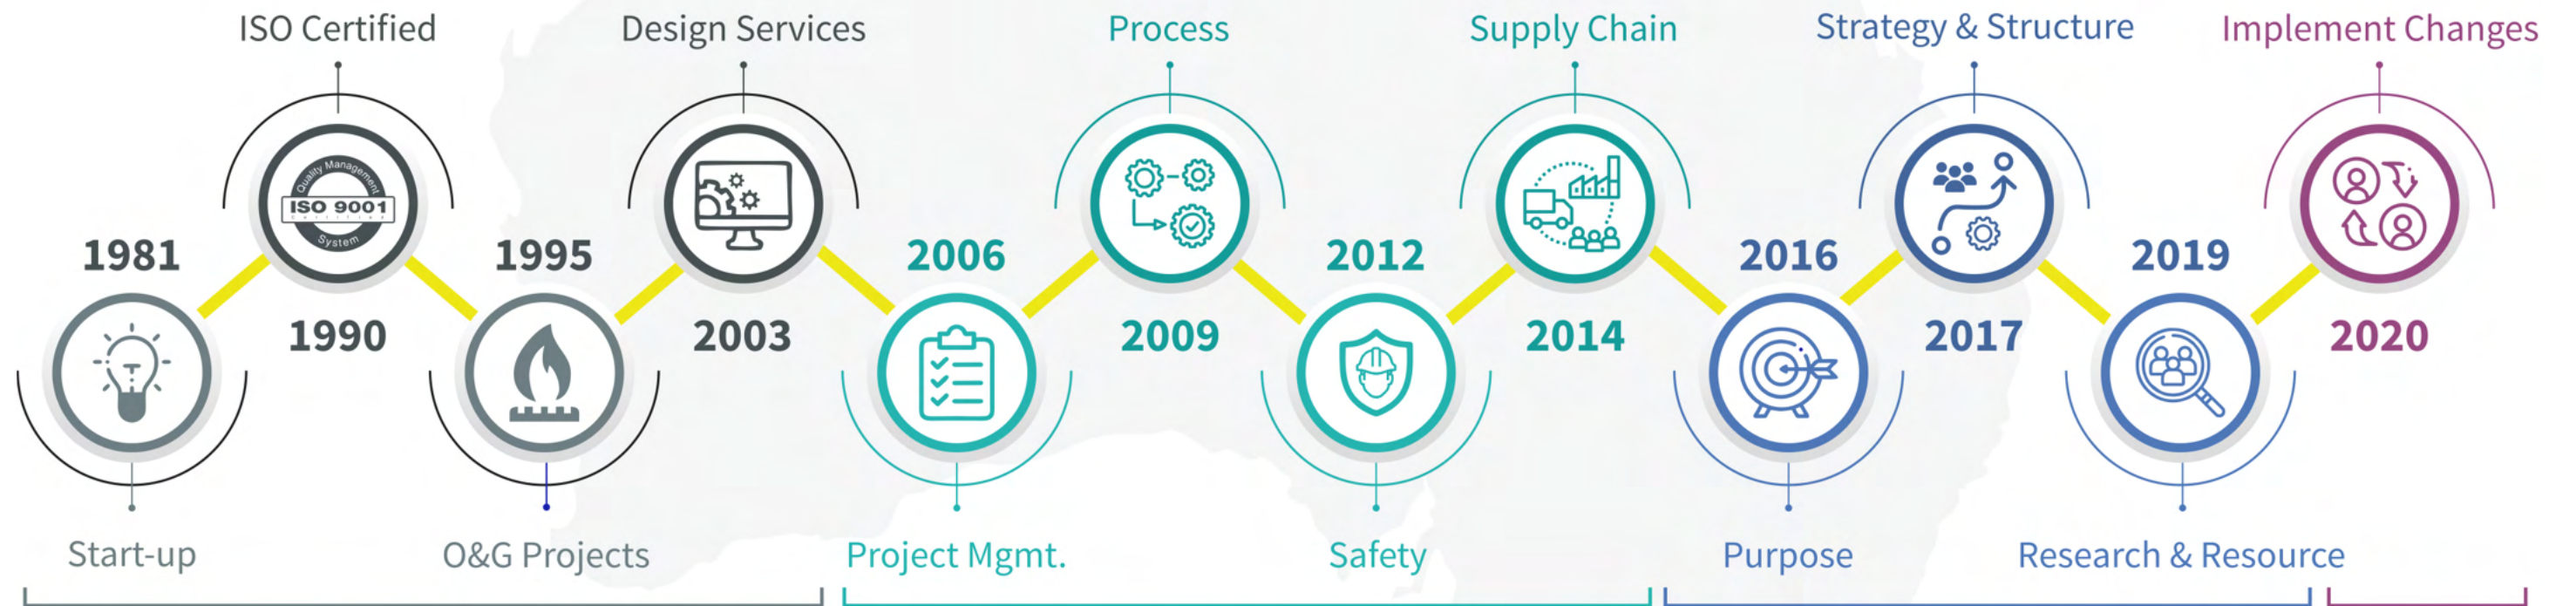 ISO Certified
Design Services
Process
Supply Chain
Strategy & Structure
Implement Changes
Quality Management
ISO 9001
Certified
System
1981
1995
2006
2012
2016
2019
1990
2003
2009
2014
2017
2020
Start-up
O&G Projects
Project Mgmt.
Safety
Purpose
Research & Resource